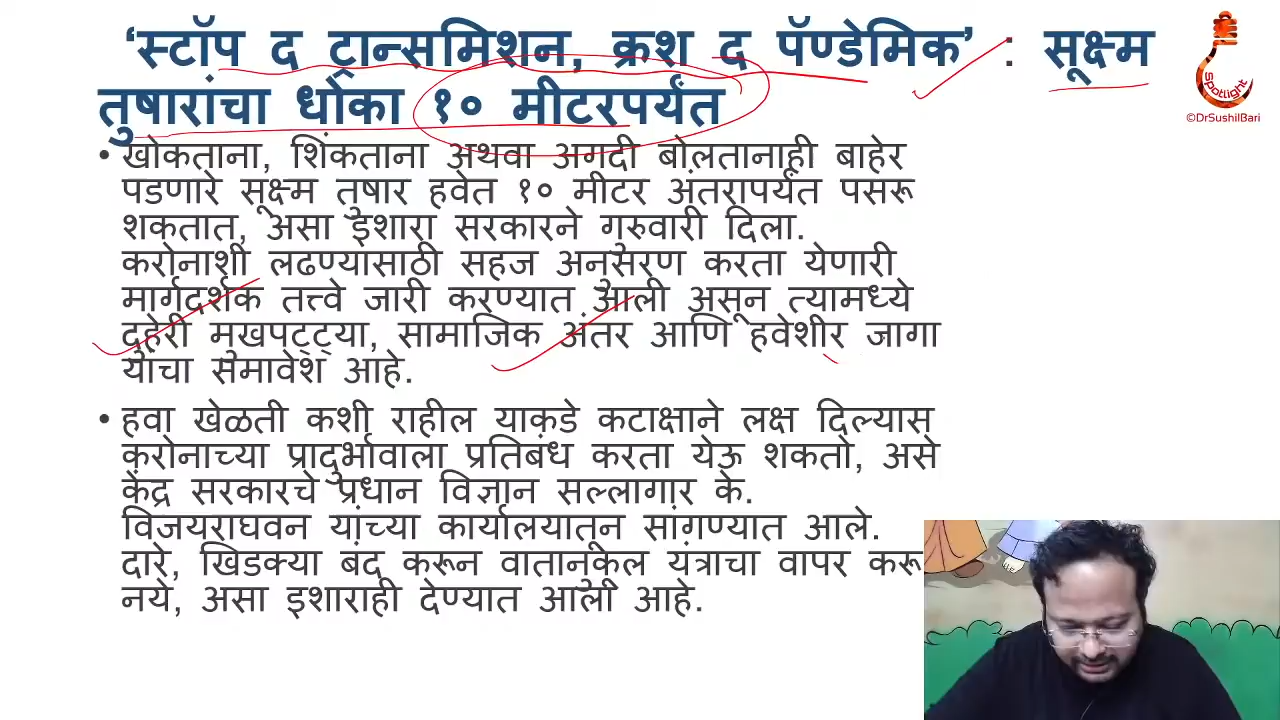 ‘स्टॉप द ट्रान्समिशन, क्रश द पॅण्डेमिक’ : सूक्ष्म
तुषारांचा धोका १० मीटरपर्यंत
• खोकताना, शिंकताना अथवा अगदी बोलतानाही बाहेर
पडणारे सूक्ष्म तुषार हवेत १० मीटर अंतरापर्यंत पसरू
शकतात, असा इशारा सरकारने गुरुवारी दिला.
करोनाशी लढण्यासाठी सहज अनुसरण करता येणारी
मार्गदर्शक तत्त्वे जारी करण्यात आली असून त्यामध्ये
दुहेरी मुखपट्ट्या, सामाजिक अंतर आणि हवेशीर जागा
यांचा समावेश आहे.
• हवा खेळती कशी राहील याकडे कटाक्षाने लक्ष दिल्यास
करोनाच्या प्रादुर्भावाला प्रतिबंध करता येऊ शकतो, असे
केंद्र सरकारचे प्रधान विज्ञान सल्लागार के.
विजयराघवन यांच्या कार्यालयातून सांगण्यात आले.
दारे, खिडक्या बंद करून वातानुकूल यंत्राचा वापर करू
नये, असा इशाराही देण्यात आली आहे.
Spotlight
©DrSushilBari